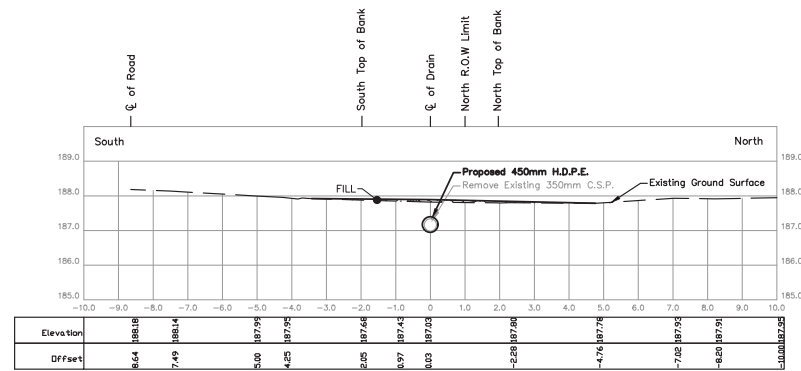 ℄ of Road
South Top of Bank
℄ of Drain
North R.O.W Limit
North Top of Bank
South
North
189.0
189.0
188.0
188.0
187.0
187.0
186.0
186.0
185.0
185.0
Proposed 450mm H.D.P.E.
Remove Existing 350mm C.S.P.
FILL
Existing Ground Surface
-10.0 -9.0 -8.0 -7.0 -6.0 -5.0 -4.0 -3.0 -2.0 -1.0 0 1.0 2.0 3.0 4.0 5.0 6.0 7.0 8.0 9.0 10.0
Elevation 188.18 188.14 187.99 187.95 187.68 187.43 187.03 187.80 187.78 187.93 187.91 187.95
Offset 8.64 7.49 5.00 4.25 2.05 0.97 0.03 -2.28 -4.76 -7.02 -8.20 -10.00